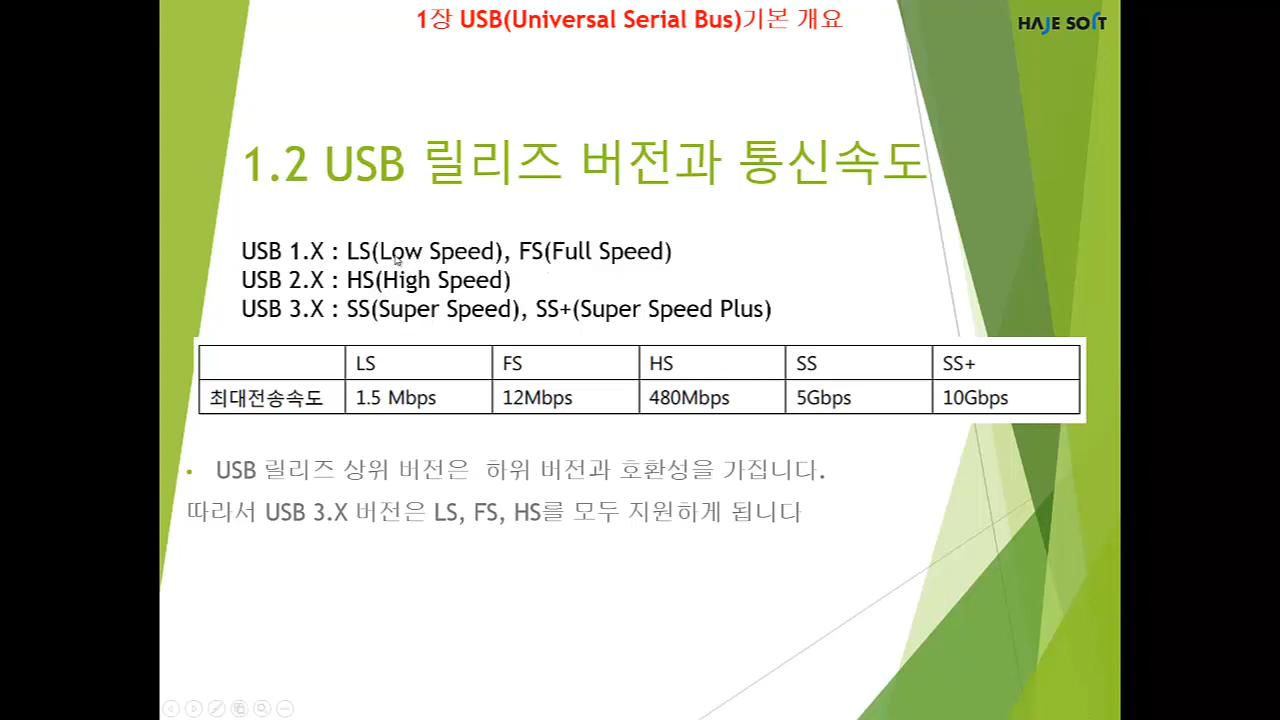 1장 USB(Universal Serial Bus)기본 개요
HAJE SOFT
1.2 USB 릴리즈 버전과 통신속도
USB 1.X : LS(Low Speed), FS(Full Speed)
USB 2.X : HS(High Speed)
USB 3.X : SS(Super Speed), SS+(Super Speed Plus)
LS FS HS SS SS+
최대전송속도 1.5 Mbps 12Mbps 480Mbps 5Gbps 10Gbps
• USB 릴리즈 상위 버전은 하위 버전과 호환성을 가집니다.
따라서 USB 3.X 버전은 LS, FS, HS를 모두 지원하게 됩니다